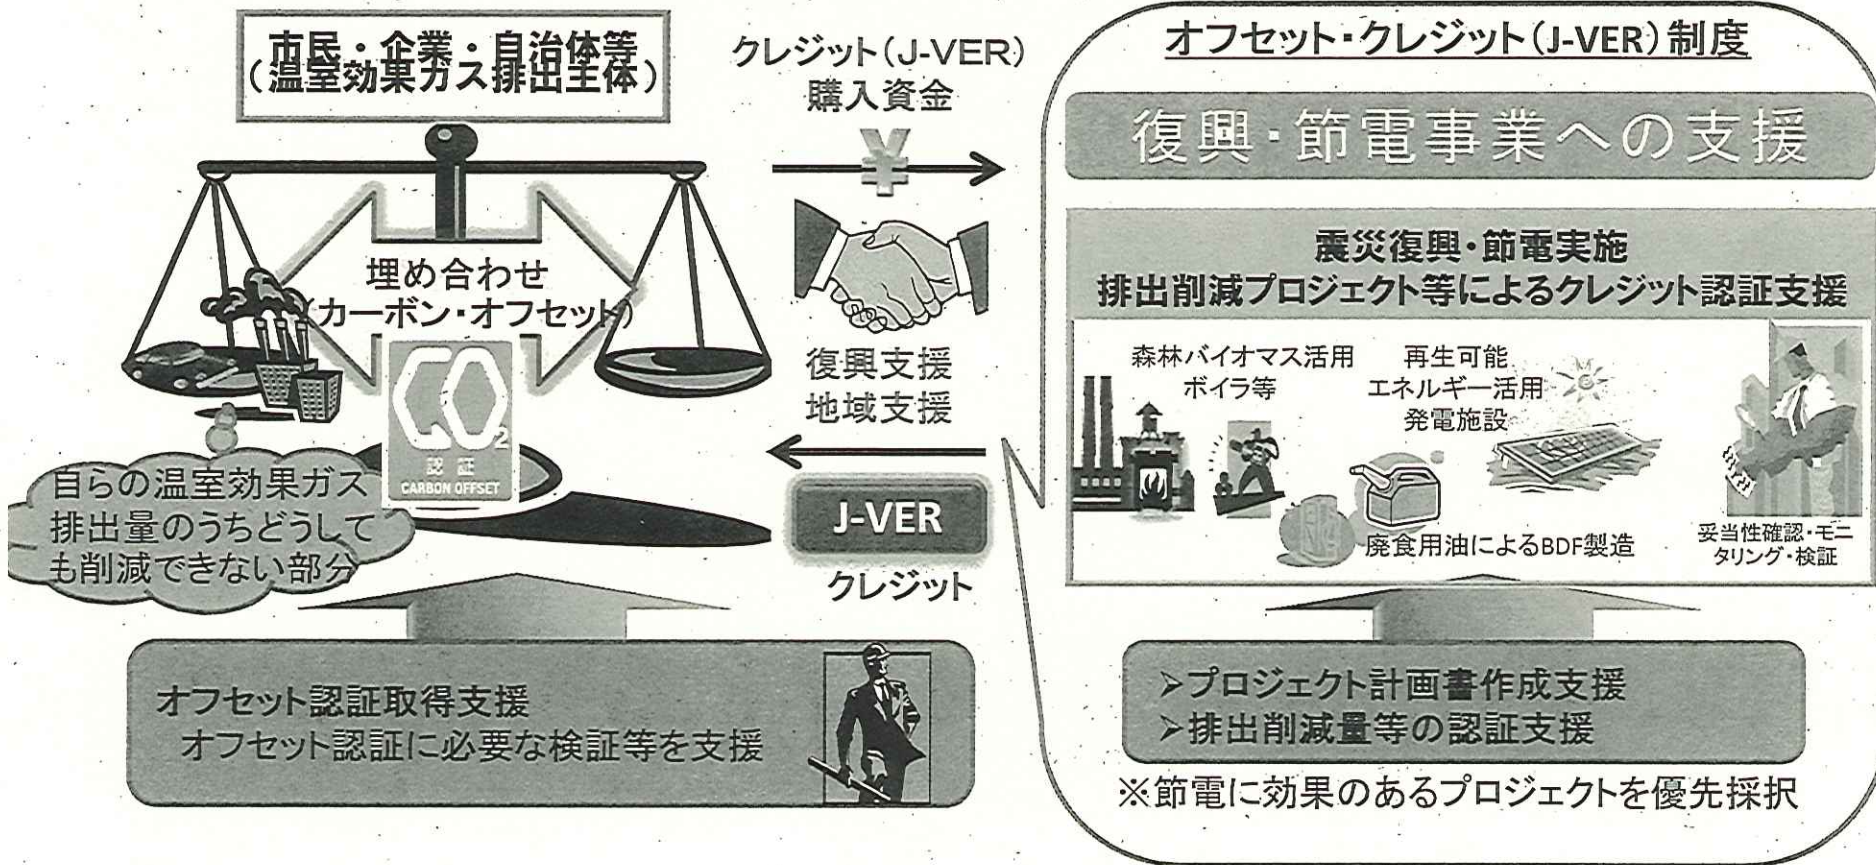 市民・企業・自治体等
（温室効果ガス排出主体）
埋め合わせ
（カーボン・オフセット）
CO2
認証
CARBON OFFSET
自らの温室効果ガス
排出量のうちどうして
も削減できない部分
オフセット認証取得支援
オフセット認証に必要な検証等を支援
クレジット（J-VER）
購入資金
¥
復興支援
地域支援
J-VER
クレジット
オフセット・クレジット（J-VER）制度
復興・節電事業への支援
震災復興・節電実施
排出削減プロジェクト等によるクレジット認証支援
森林バイオマス活用
ボイラ等
再生可能
エネルギー活用
発電施設
廃食用油によるBDF製造
妥当性確認・モニ
タリング・検証
➢プロジェクト計画書作成支援
➢排出削減量等の認証支援
※節電に効果のあるプロジェクトを優先採択